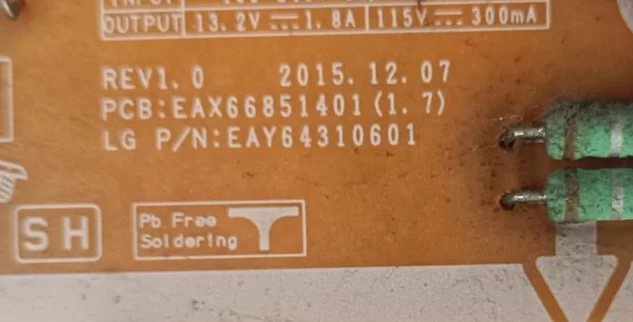 OUTPUT 13.2V⎓1.8A 115V⎓300mA
REV1.0 2015.12.07
PCB:EAX66851401(1.7)
LG P/N:EAY64310601
SH
Pb Free
Soldering